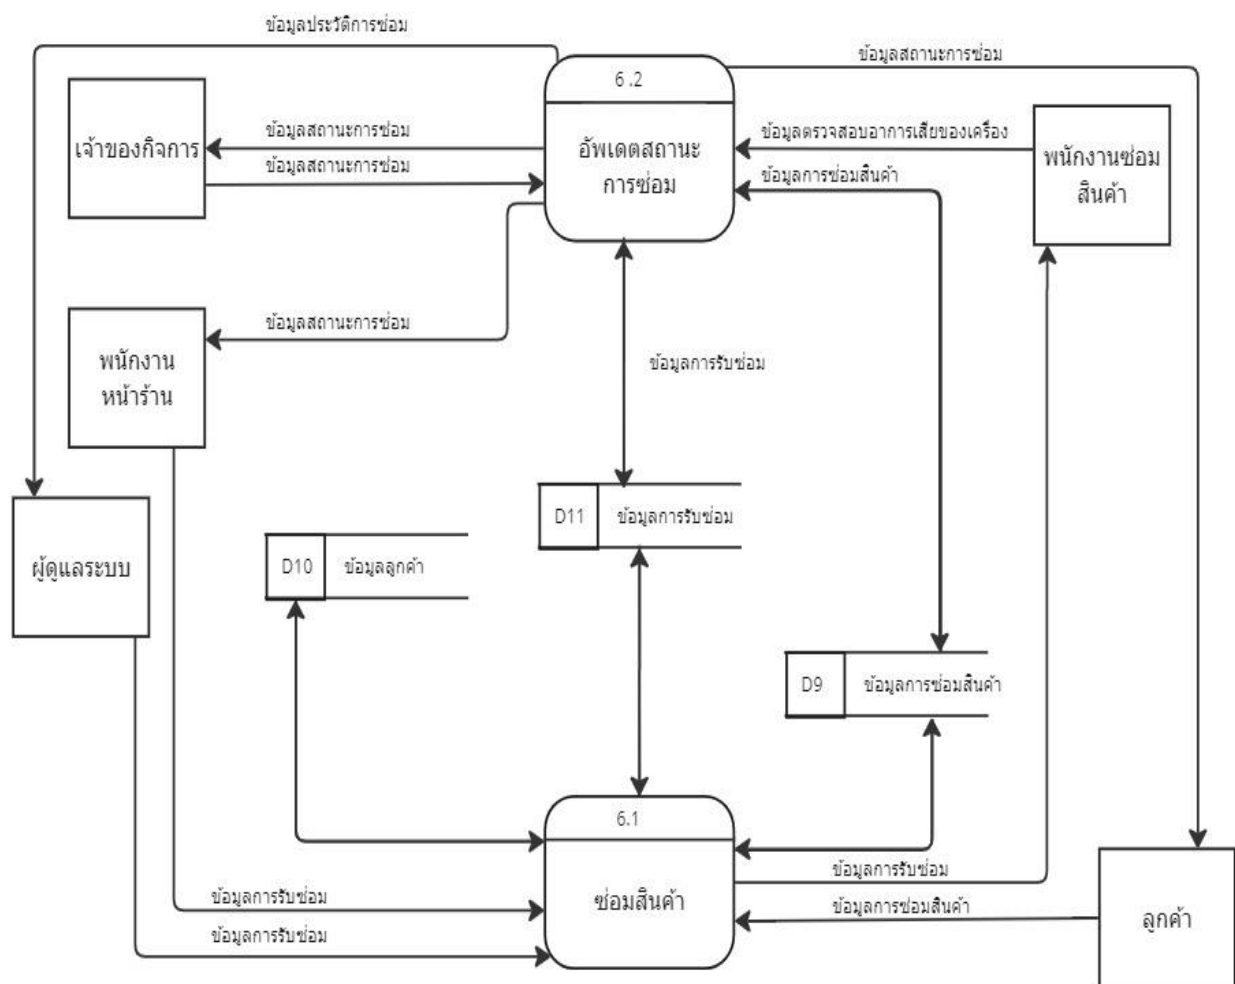 ข้อมูลประวัติการซ่อม
ข้อมูลสถานะการซ่อม
6 .2
อัพเดตสถานะ
การซ่อม
เจ้าของกิจการ
ข้อมูลสถานะการซ่อม
ข้อมูลสถานะการซ่อม
ข้อมูลตรวจสอบอาการเสียของเครื่อง
ข้อมูลการซ่อมสินค้า
พนักงานซ่อม
สินค้า
ข้อมูลสถานะการซ่อม
พนักงาน
หน้าร้าน
ข้อมูลการรับซ่อม
D11
ข้อมูลการรับซ่อม
ผู้ดูแลระบบ
D10
ข้อมูลลูกค้า
D9
ข้อมูลการซ่อมสินค้า
6.1
ซ่อมสินค้า
ข้อมูลการรับซ่อม
ข้อมูลการรับซ่อม
ข้อมูลการรับซ่อม
ข้อมูลการซ่อมสินค้า
ลูกค้า